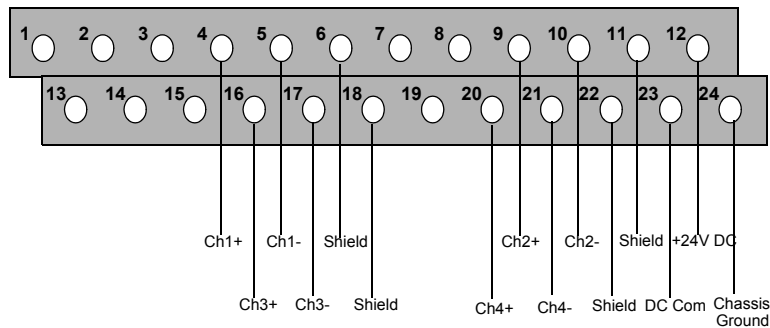 1 2 3 4 5 6 7 8 9 10 11 12
13 14 15 16 17 18 19 20 21 22 23 24
Ch1+ Ch1- Shield Ch2+ Ch2- Shield +24V DC
Ch3+ Ch3- Shield Ch4+ Ch4- Shield DC Com Chassis
Ground